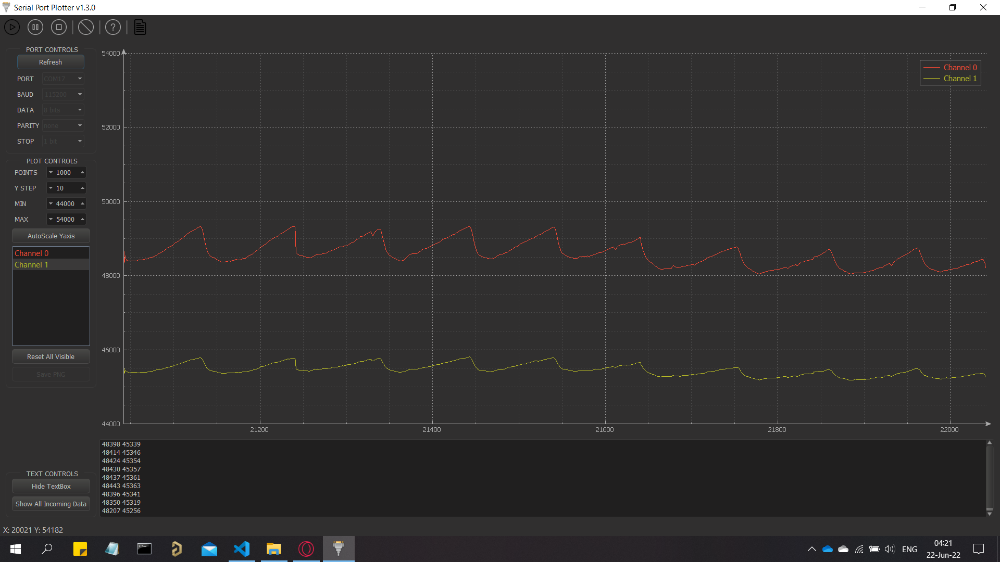 Serial Port Plotter v1.3.0
PORT CONTROLS
Refresh
PORT COM17
BAUD 115200
DATA 8 bits
PARITY none
STOP 1 bit
PLOT CONTROLS
POINTS 1000
Y STEP 10
MIN 44000
MAX 54000
AutoScale Yaxis
Channel 0
Channel 1
Reset All Visible
Save PNG
TEXT CONTROLS
Hide TextBox
Show All Incoming Data
54000
52000
50000
48000
46000
44000
21200 21400 21600 21800 22000
Channel 0
Channel 1
48398 45339
48414 45346
48424 45354
48430 45357
48437 45361
48443 45363
48396 45341
48350 45319
48207 45256
X: 20021 Y: 54182
ENG
04:21
22-Jun-22